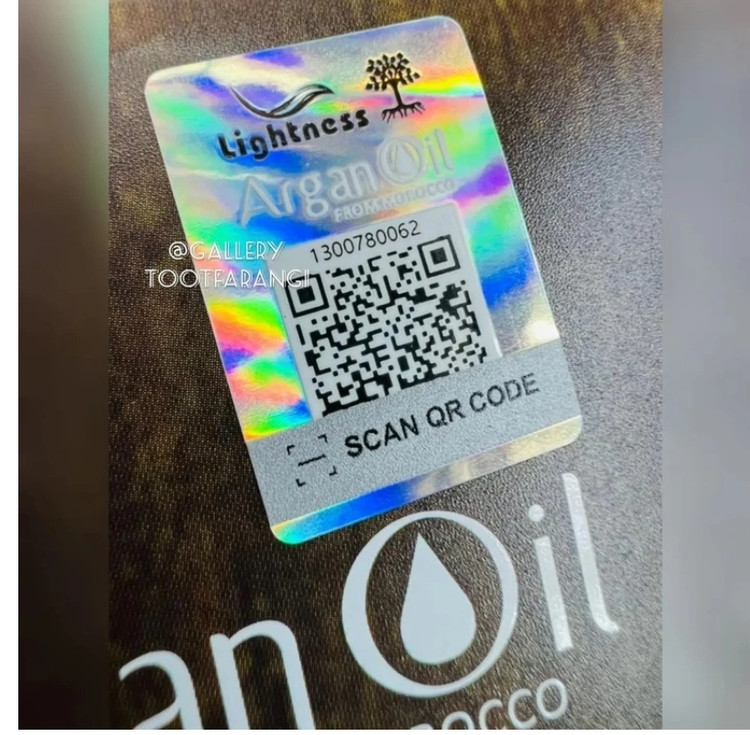 Lightness
Argan Oil
FROM MOROCCO
@GALLERY
TOOTFARANGI
1300780062
SCAN QR CODE
an Oil
OCCO